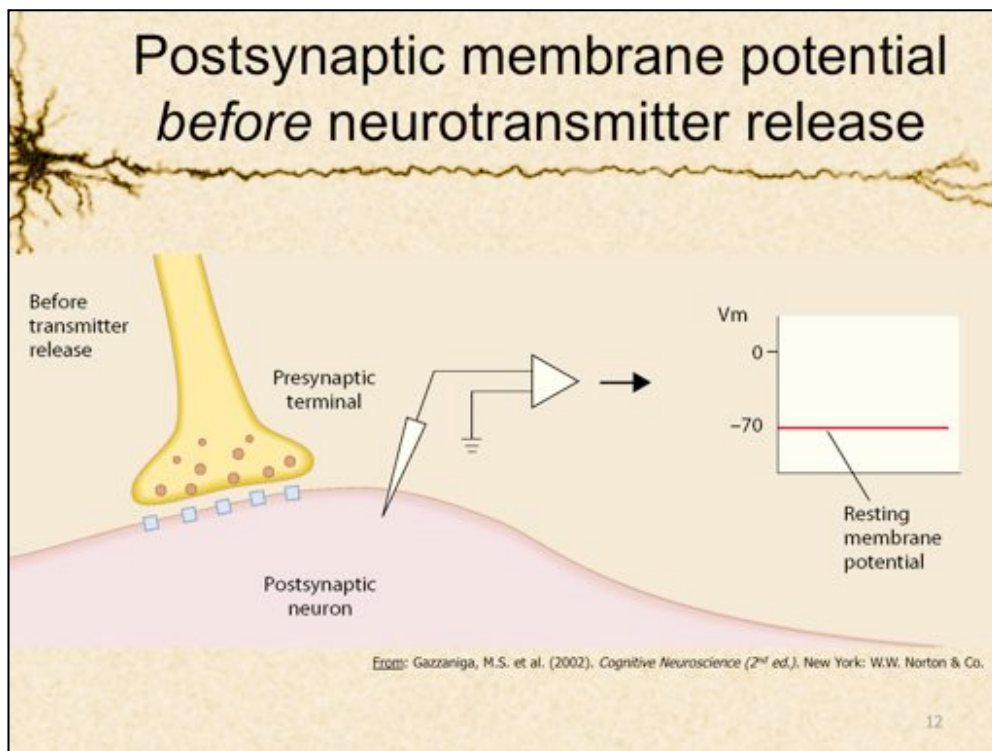 Postsynaptic membrane potential
before neurotransmitter release
Before
transmitter
release
Presynaptic
terminal
Postsynaptic
neuron
Vm
0
–70
Resting
membrane
potential
From: Gazzaniga, M.S. et al. (2002). Cognitive Neuroscience (2nd ed.). New York: W.W. Norton & Co.
12